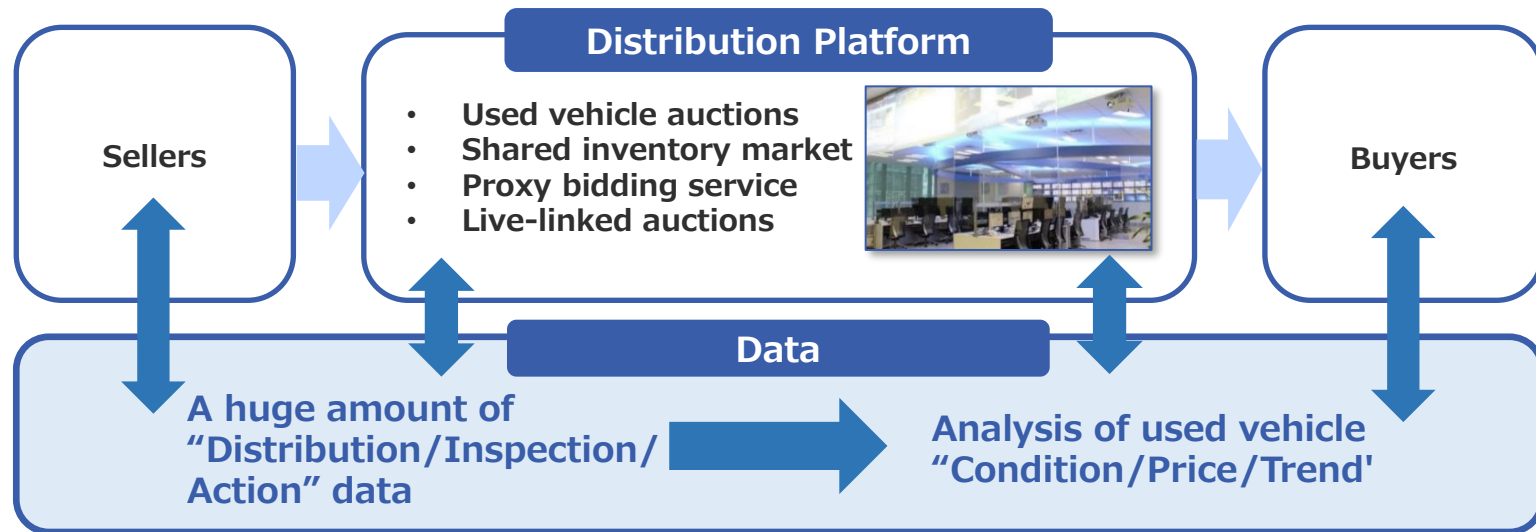 Distribution Platform
Sellers
• Used vehicle auctions
• Shared inventory market
• Proxy bidding service
• Live-linked auctions
Buyers
Data
A huge amount of
“Distribution/Inspection/
Action” data
Analysis of used vehicle
“Condition/Price/Trend'